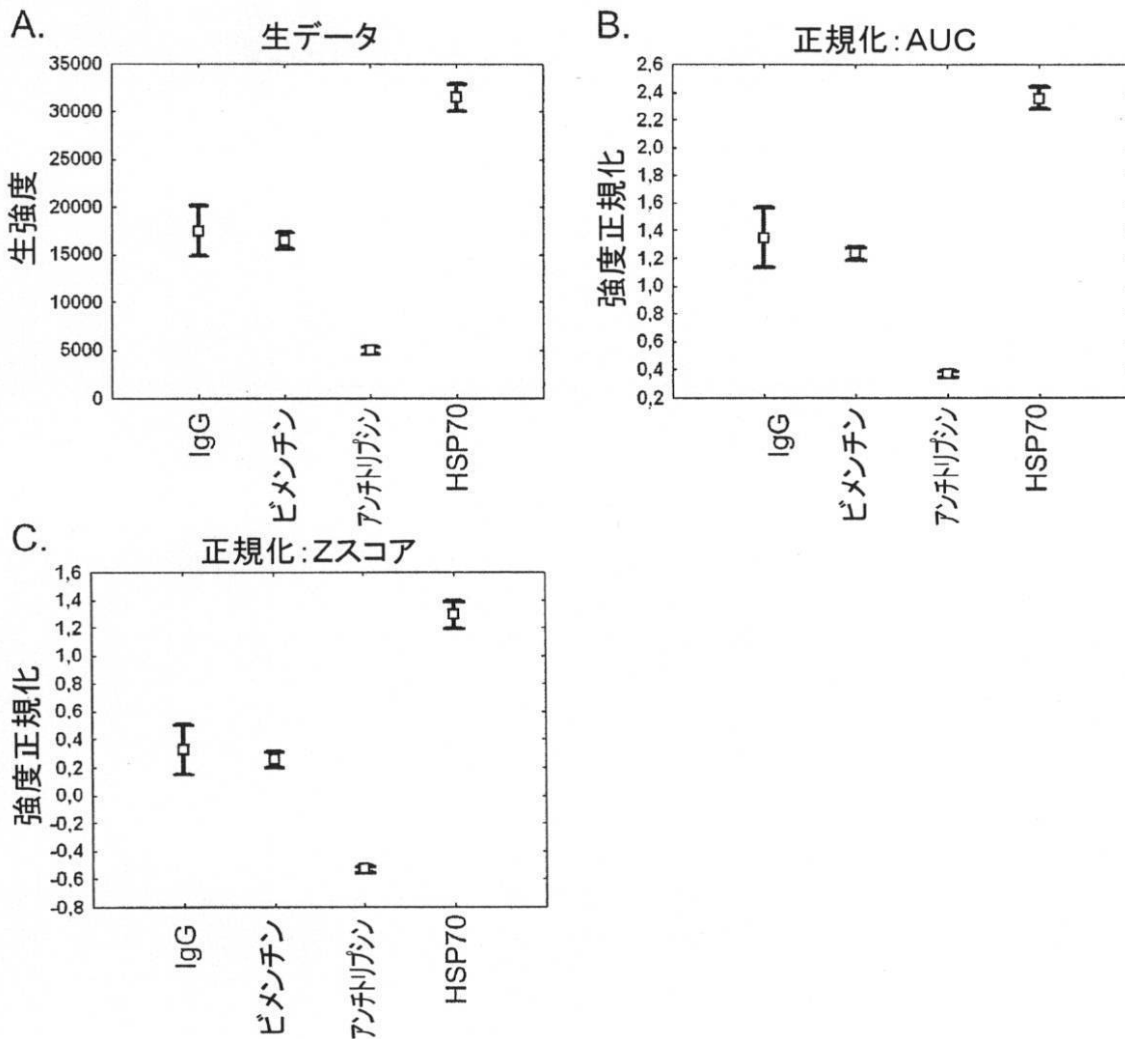 A.
生データ
35000
30000
25000
20000
15000
10000
5000
0
生強度
IgG
ビメンチン
アンチトリプシン
HSP70
B.
正規化:AUC
2,6
2,4
2,2
2,0
1,8
1,6
1,4
1,2
1,0
0,8
0,6
0,4
0,2
強度正規化
IgG
ビメンチン
アンチトリプシン
HSP70
C.
正規化:Zスコア
1,6
1,4
1,2
1,0
0,8
0,6
0,4
0,2
0,0
-0,2
-0,4
-0,6
-0,8
強度正規化
IgG
ビメンチン
アンチトリプシン
HSP70